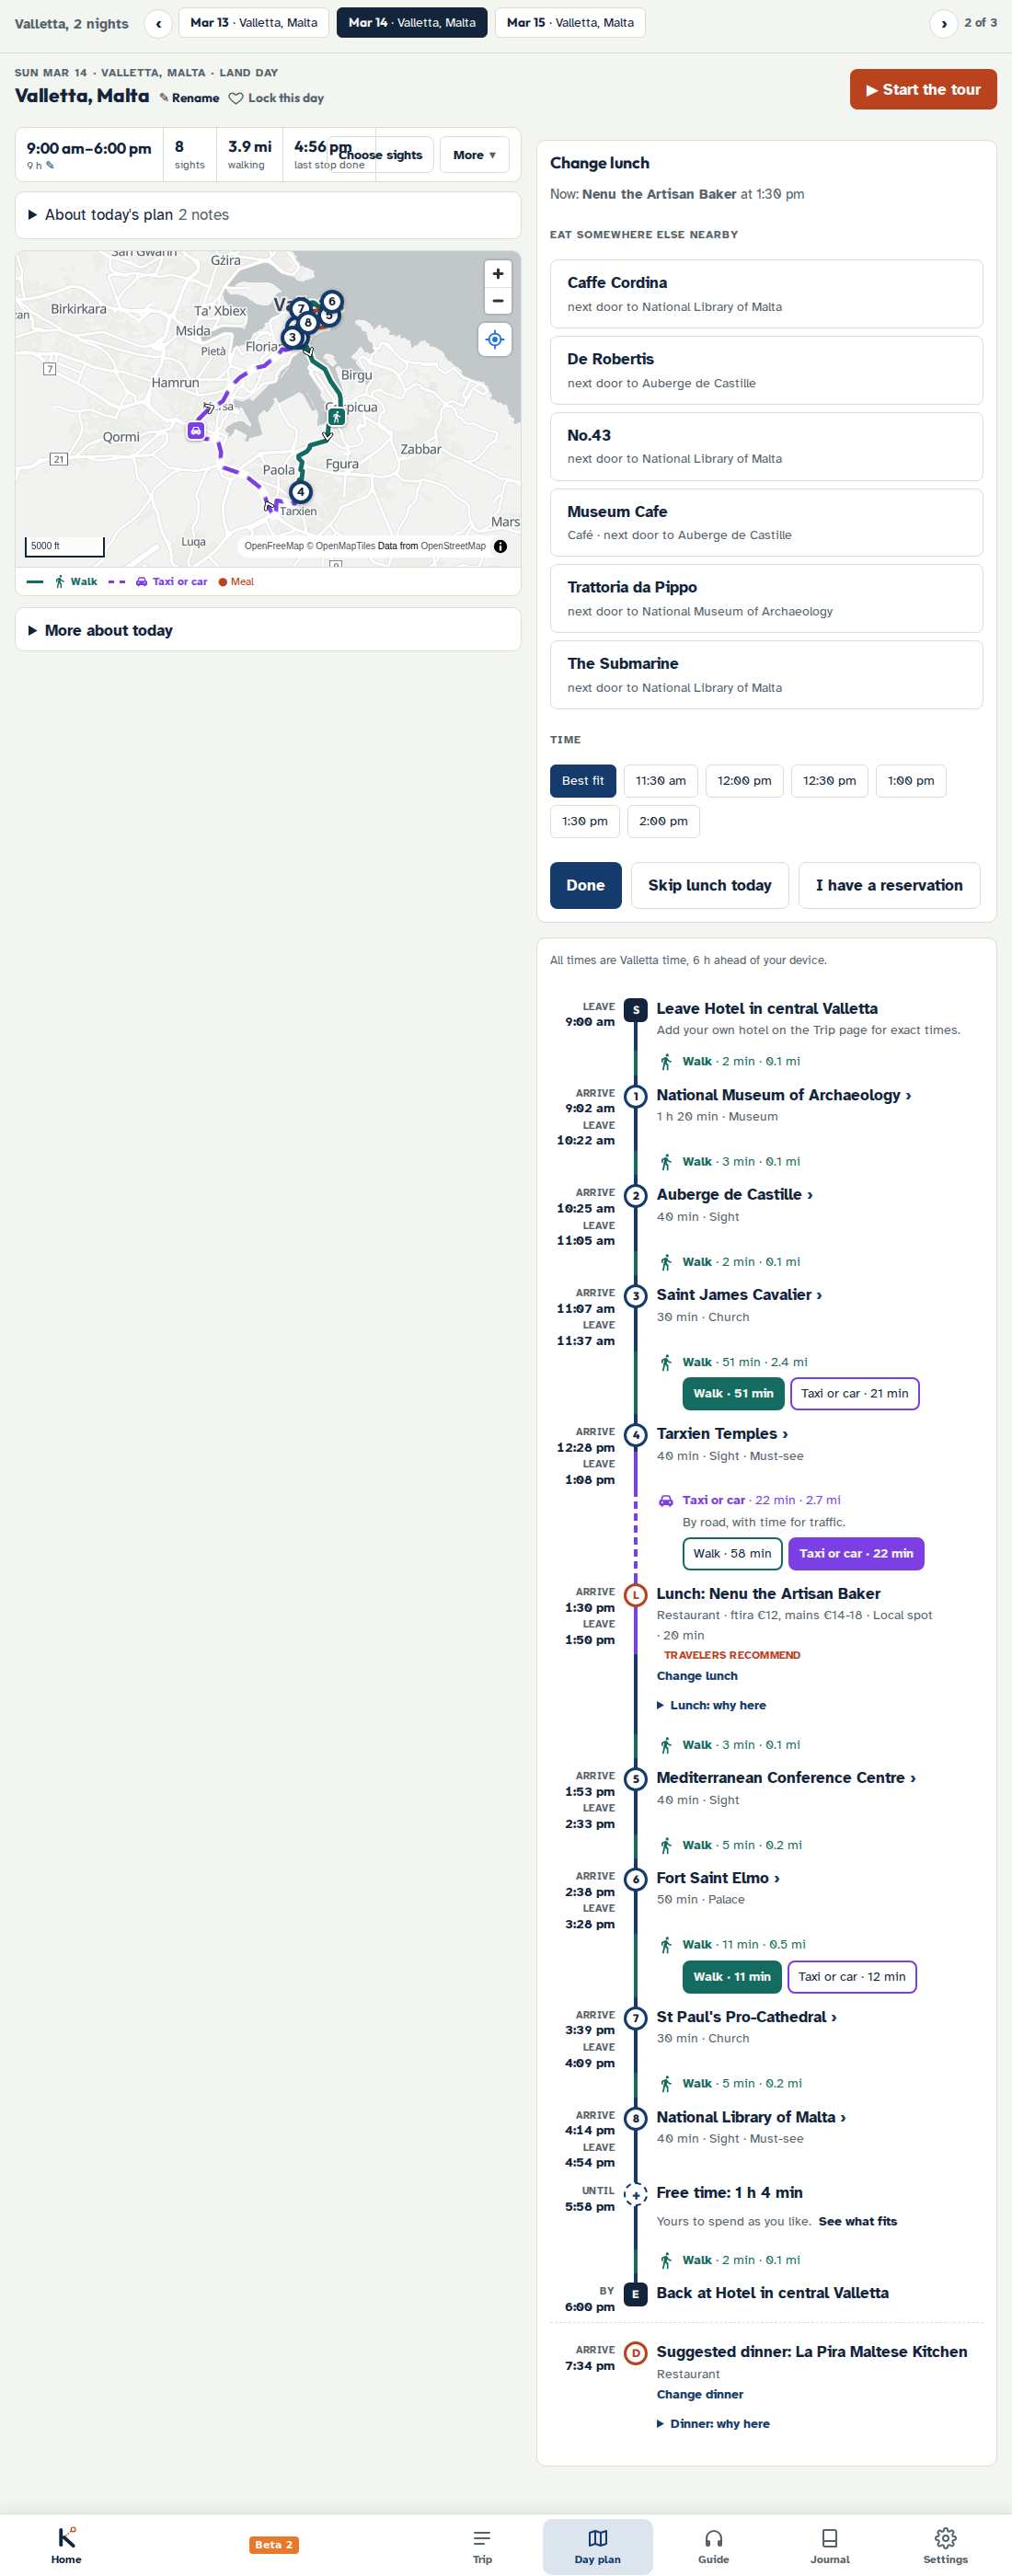 Valletta, 2 nights
‹
Mar 13 · Valletta, Malta
Mar 14 · Valletta, Malta
Mar 15 · Valletta, Malta
›
2 of 3
SUN MAR 14 · VALLETTA, MALTA · LAND DAY
Valletta, Malta ✎ Rename ♡ Lock this day
▶ Start the tour
9:00 am–6:00 pm
9 h ✎
8
sights
3.9 mi
walking
4:56 pm
last stop done
Choose sights
More ▾
▶ About today's plan 2 notes
San Ġwann
Gżira
Birkirkara
Ta' Xbiex
Msida
Pietà
Floria
Birgu
Hamrun
Qormi
Paola
Fgura
Zabbar
Tarxien
Luqa
Mars
7
21
7
6
5
8
3
4
+
−
5000 ft
OpenFreeMap © OpenMapTiles Data from OpenStreetMap
Walk
Taxi or car
Meal
▶ More about today
Change lunch
Now: Nenu the Artisan Baker at 1:30 pm
EAT SOMEWHERE ELSE NEARBY
Caffe Cordina
next door to National Library of Malta
De Robertis
next door to Auberge de Castille
No.43
next door to National Library of Malta
Museum Cafe
Café · next door to Auberge de Castille
Trattoria da Pippo
next door to National Museum of Archaeology
The Submarine
next door to National Library of Malta
TIME
Best fit
11:30 am
12:00 pm
12:30 pm
1:00 pm
1:30 pm
2:00 pm
Done
Skip lunch today
I have a reservation
All times are Valletta time, 6 h ahead of your device.
LEAVE
9:00 am
S
Leave Hotel in central Valletta
Add your own hotel on the Trip page for exact times.
Walk · 2 min · 0.1 mi
ARRIVE
9:02 am
LEAVE
10:22 am
1
National Museum of Archaeology ›
1 h 20 min · Museum
Walk · 3 min · 0.1 mi
ARRIVE
10:25 am
LEAVE
11:05 am
2
Auberge de Castille ›
40 min · Sight
Walk · 2 min · 0.1 mi
ARRIVE
11:07 am
LEAVE
11:37 am
3
Saint James Cavalier ›
30 min · Church
Walk · 51 min · 2.4 mi
Walk · 51 min
Taxi or car · 21 min
ARRIVE
12:28 pm
LEAVE
1:08 pm
4
Tarxien Temples ›
40 min · Sight · Must-see
Taxi or car · 22 min · 2.7 mi
By road, with time for traffic.
Walk · 58 min
Taxi or car · 22 min
ARRIVE
1:30 pm
LEAVE
1:50 pm
L
Lunch: Nenu the Artisan Baker
Restaurant · ftira €12, mains €14-18 · Local spot
· 20 min
TRAVELERS RECOMMEND
Change lunch
▶ Lunch: why here
Walk · 3 min · 0.1 mi
ARRIVE
1:53 pm
LEAVE
2:33 pm
5
Mediterranean Conference Centre ›
40 min · Sight
Walk · 5 min · 0.2 mi
ARRIVE
2:38 pm
LEAVE
3:28 pm
6
Fort Saint Elmo ›
50 min · Palace
Walk · 11 min · 0.5 mi
Walk · 11 min
Taxi or car · 12 min
ARRIVE
3:39 pm
LEAVE
4:09 pm
7
St Paul's Pro-Cathedral ›
30 min · Church
Walk · 5 min · 0.2 mi
ARRIVE
4:14 pm
LEAVE
4:54 pm
8
National Library of Malta ›
40 min · Sight · Must-see
UNTIL
5:58 pm
+
Free time: 1 h 4 min
Yours to spend as you like. See what fits
Walk · 2 min · 0.1 mi
BY
6:00 pm
E
Back at Hotel in central Valletta
ARRIVE
7:34 pm
D
Suggested dinner: La Pira Maltese Kitchen
Restaurant
Change dinner
▶ Dinner: why here
Home
Beta 2
Trip
Day plan
Guide
Journal
Settings